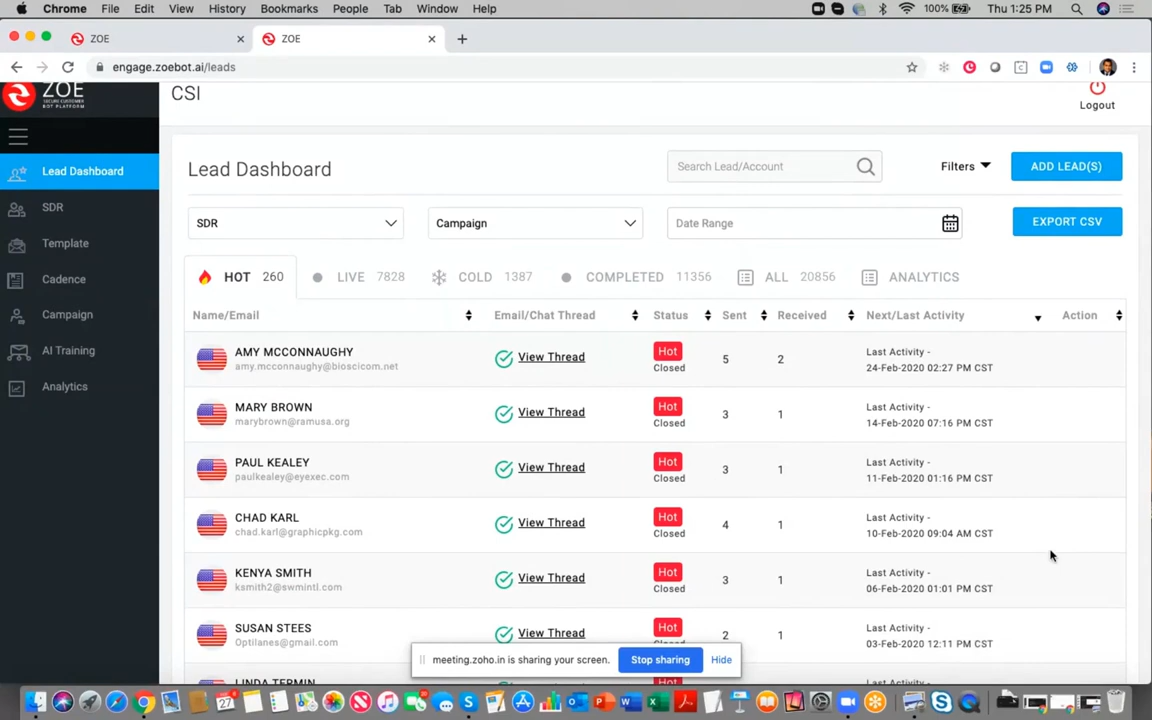 Chrome File Edit View History Bookmarks People Tab Window Help 100% Thu 1:25 PM
ZOE ZOE
engage.zoebot.ai/leads
ZOE
SECURE CUSTOMER
BOT PLATFORM
CSI
Logout
Lead Dashboard
SDR
Template
Cadence
Campaign
AI Training
Analytics
Lead Dashboard
Search Lead/Account
Filters
ADD LEAD(S)
SDR
Campaign
Date Range
EXPORT CSV
HOT 260 LIVE 7828 COLD 1387 COMPLETED 11356 ALL 20856 ANALYTICS
Name/Email Email/Chat Thread Status Sent Received Next/Last Activity Action
AMY MCCONNAUGHY
amy.mcconnaughy@bioscicom.net
View Thread
Hot
Closed
5 2
Last Activity -
24-Feb-2020 02:27 PM CST
MARY BROWN
marybrown@ramusa.org
View Thread
Hot
Closed
3 1
Last Activity -
14-Feb-2020 07:16 PM CST
PAUL KEALEY
paulkealey@eyexec.com
View Thread
Hot
Closed
3 1
Last Activity -
11-Feb-2020 01:16 PM CST
CHAD KARL
chad.karl@graphicpkg.com
View Thread
Hot
Closed
4 1
Last Activity -
10-Feb-2020 09:04 AM CST
KENYA SMITH
ksmith2@swmintl.com
View Thread
Hot
Closed
3 1
Last Activity -
06-Feb-2020 01:01 PM CST
SUSAN STEES
Optilanes@gmail.com
View Thread
Hot
2 1
Last Activity -
03-Feb-2020 12:11 PM CST
LINDA TERMIN
Hot
Last Activity -
meeting.zoho.in is sharing your screen. Stop sharing Hide
27